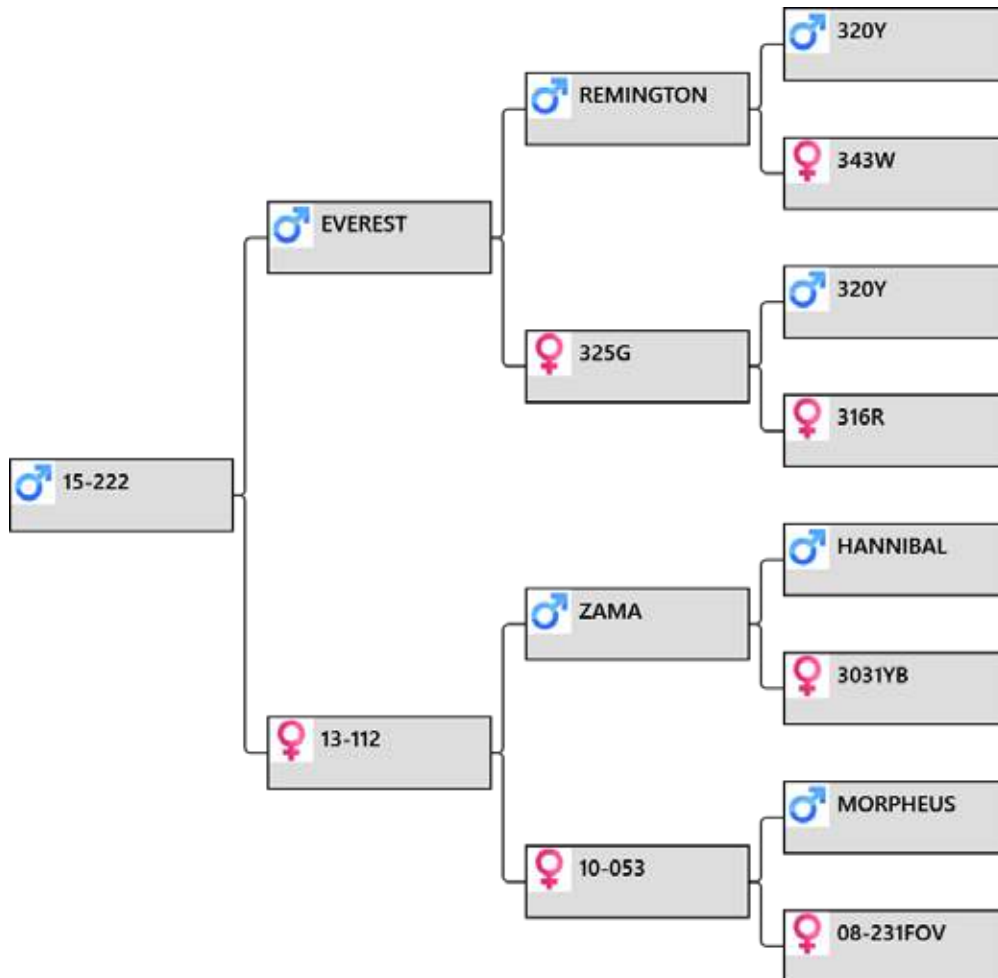 320Y
REMINGTON
343W
EVEREST
320Y
325G
316R
15-222
HANNIBAL
ZAMA
3031YB
13-112
MORPHEUS
10-053
08-231FOV